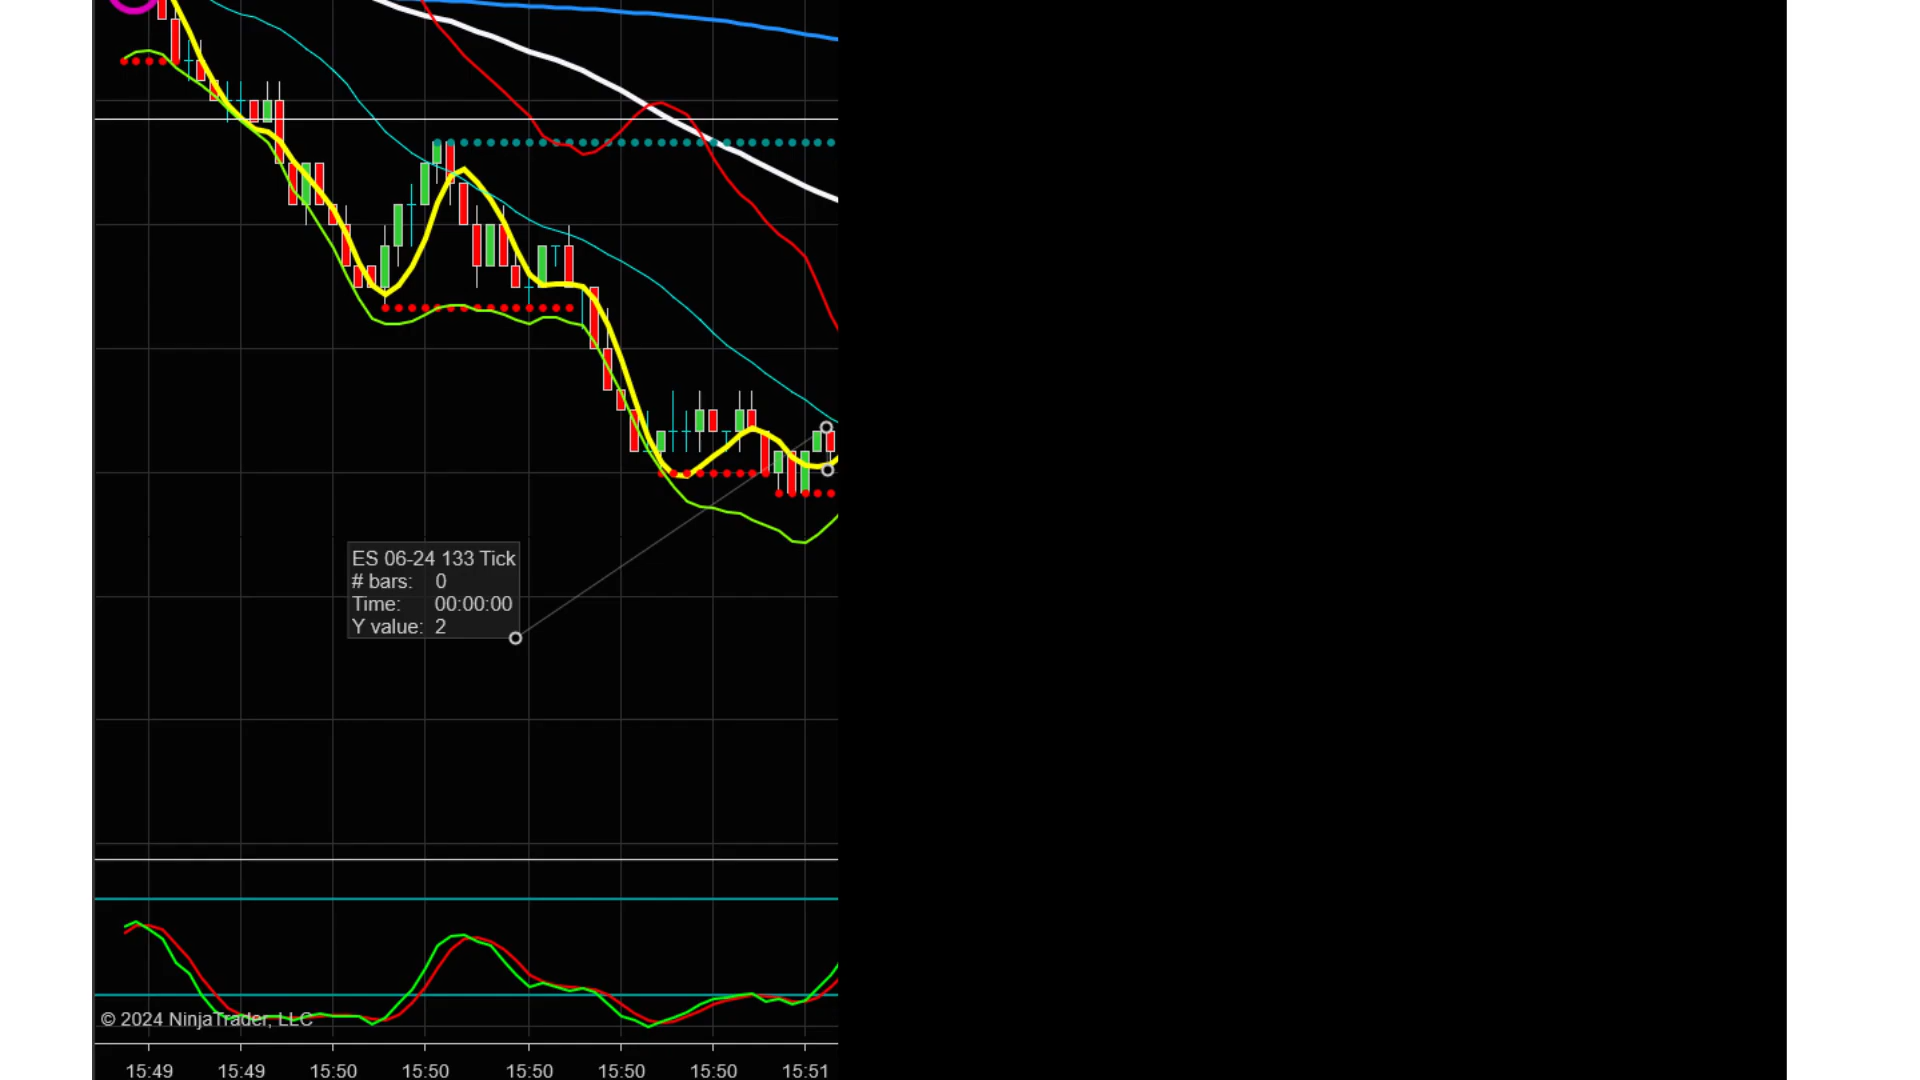 ES 06-24 133 Tick
# bars: 0
Time: 00:00:00
Y value: 2
© 2024 NinjaTrader, LLC
15:49 15:49 15:50 15:50 15:50 15:50 15:50 15:51